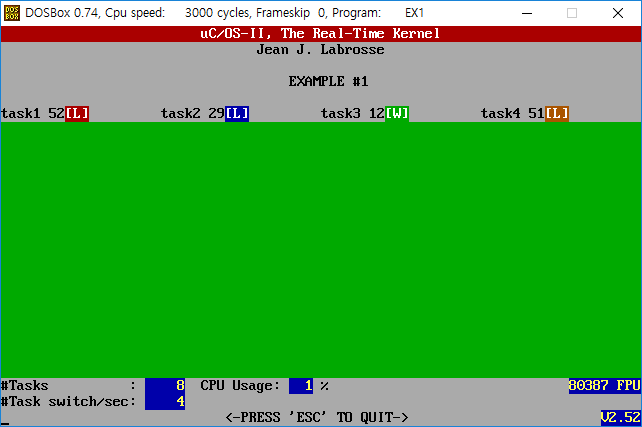 DOS BOX DOSBox 0.74, Cpu speed: 3000 cycles, Frameskip 0, Program: EX1
uC/OS-II, The Real-Time Kernel
Jean J. Labrosse
EXAMPLE #1
task1 52[L] task2 29[L] task3 12[W] task4 51[L]
#Tasks : 8 CPU Usage: 1 % 80387 FPU
#Task switch/sec: 4
<-PRESS 'ESC' TO QUIT-> V2.52